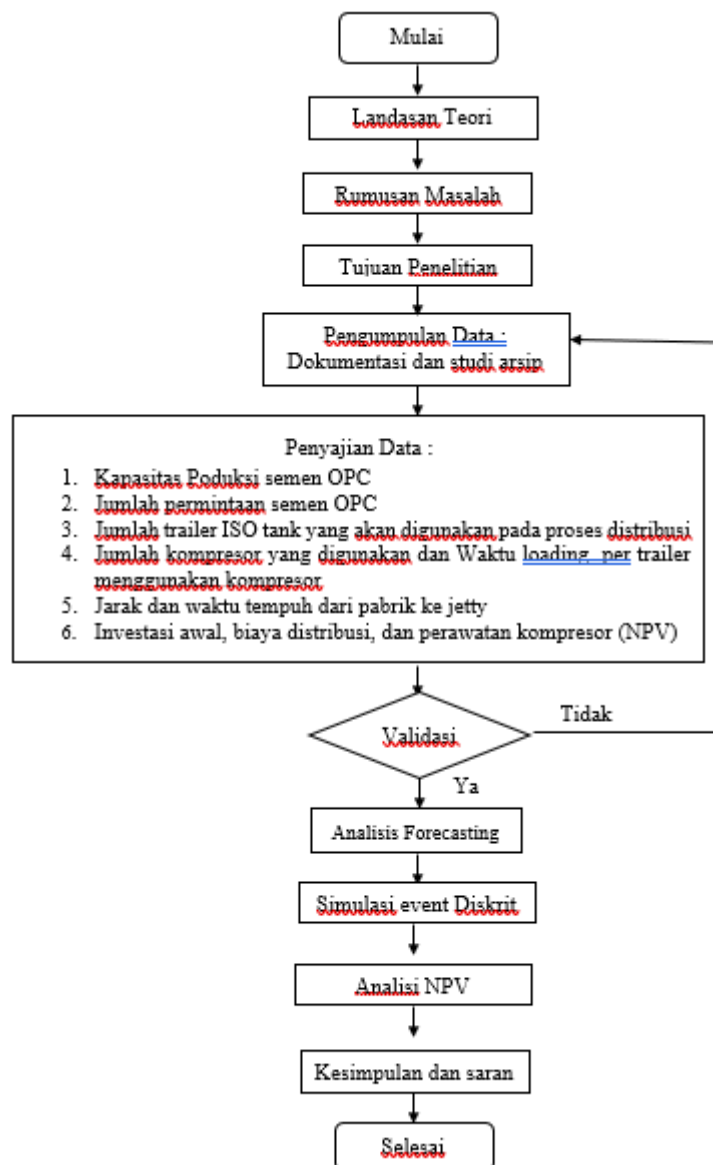 Mulai
Landasan Teori
Rumusan Masalah
Tujuan Penelitian
Pengumpulan Data :
Dokumentasi dan studi arsip
Penyajian Data :
1. Kapasitas Poduksi semen OPC
2. Jumlah permintaan semen OPC
3. Jumlah trailer ISO tank yang akan digunakan pada proses distribusi
4. Jumlah kompresor yang digunakan dan Waktu loading per trailer
menggunakan kompresor
5. Jarak dan waktu tempuh dari pabrik ke jetty
6. Investasi awal, biaya distribusi, dan perawatan kompresor (NPV)
Validasi
Tidak
Ya
Analisis Forecasting
Simulasi event Diskrit
Analisi NPV
Kesimpulan dan saran
Selesai